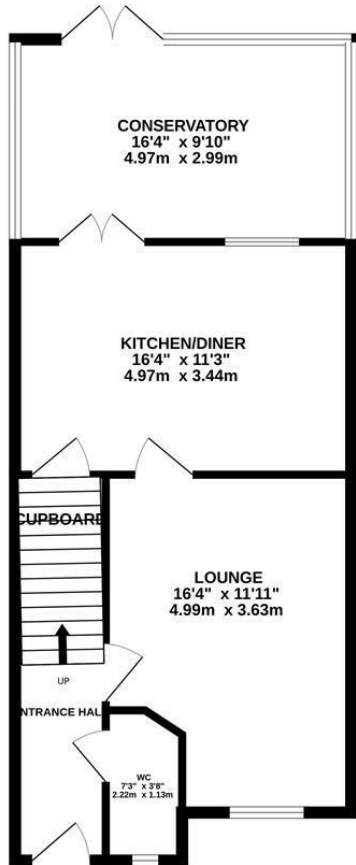 CONSERVATORY
16'4" x 9'10"
4.97m x 2.99m
KITCHEN/DINER
16'4" x 11'3"
4.97m x 3.44m
CUPBOARD
LOUNGE
16'4" x 11'11"
4.99m x 3.63m
UP
ENTRANCE HALL
WC
7'3" x 3'8"
2.22m x 1.13m